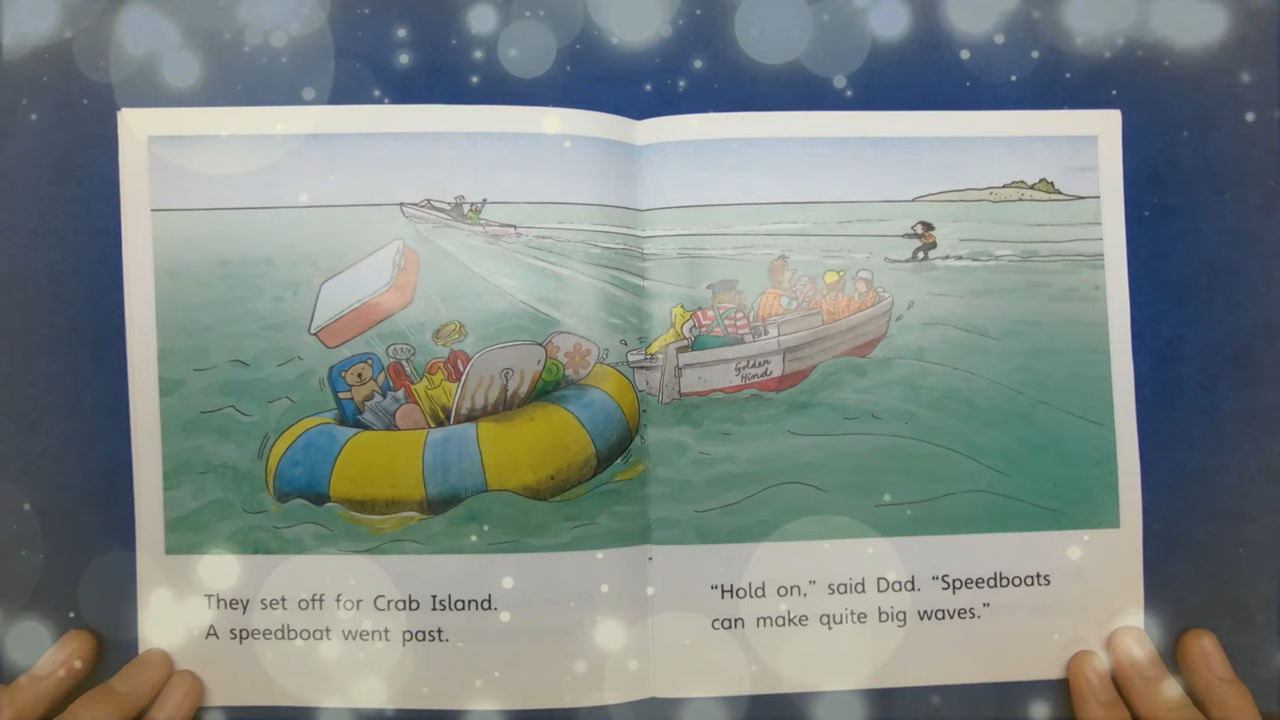 Golden
Hind
They set off for Crab Island.
A speedboat went past.
“Hold on,” said Dad. “Speedboats
can make quite big waves.”